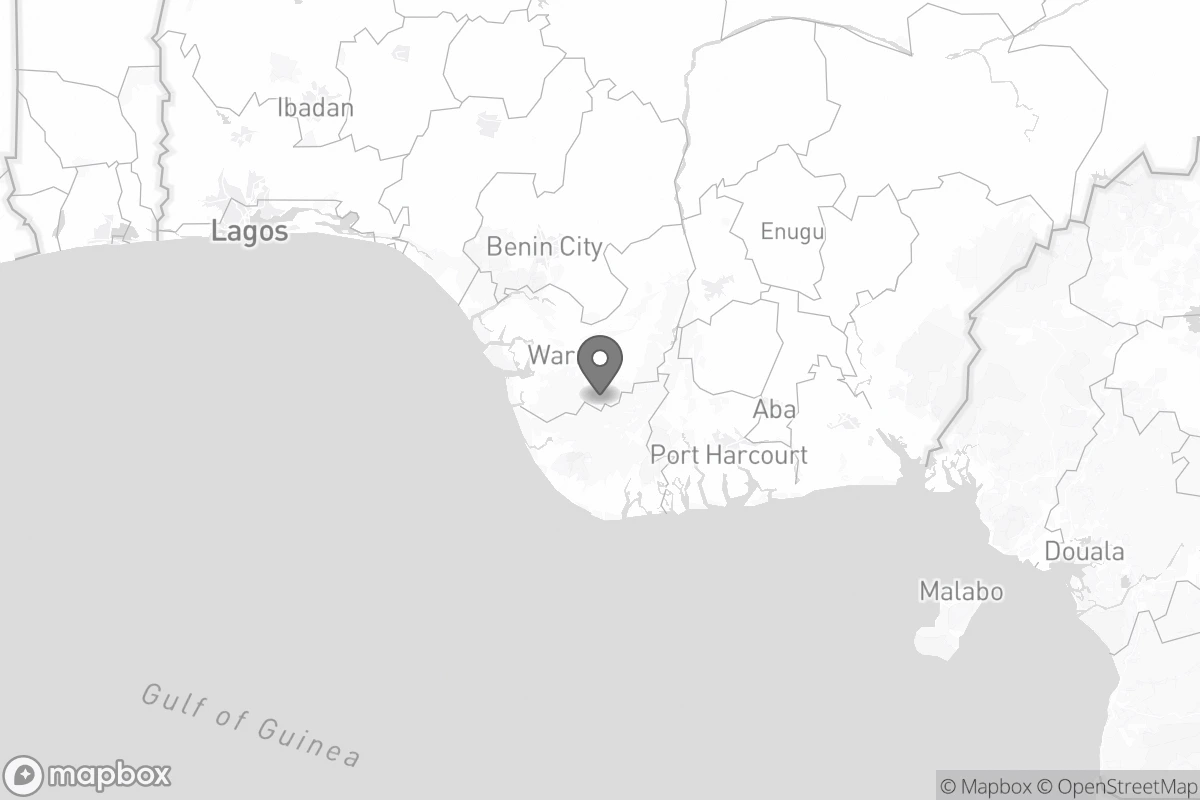 Ibadan
Lagos
Benin City
Enugu
War
Aba
Port Harcourt
Douala
Malabo
Gulf of Guinea
mapbox
© Mapbox © OpenStreetMap